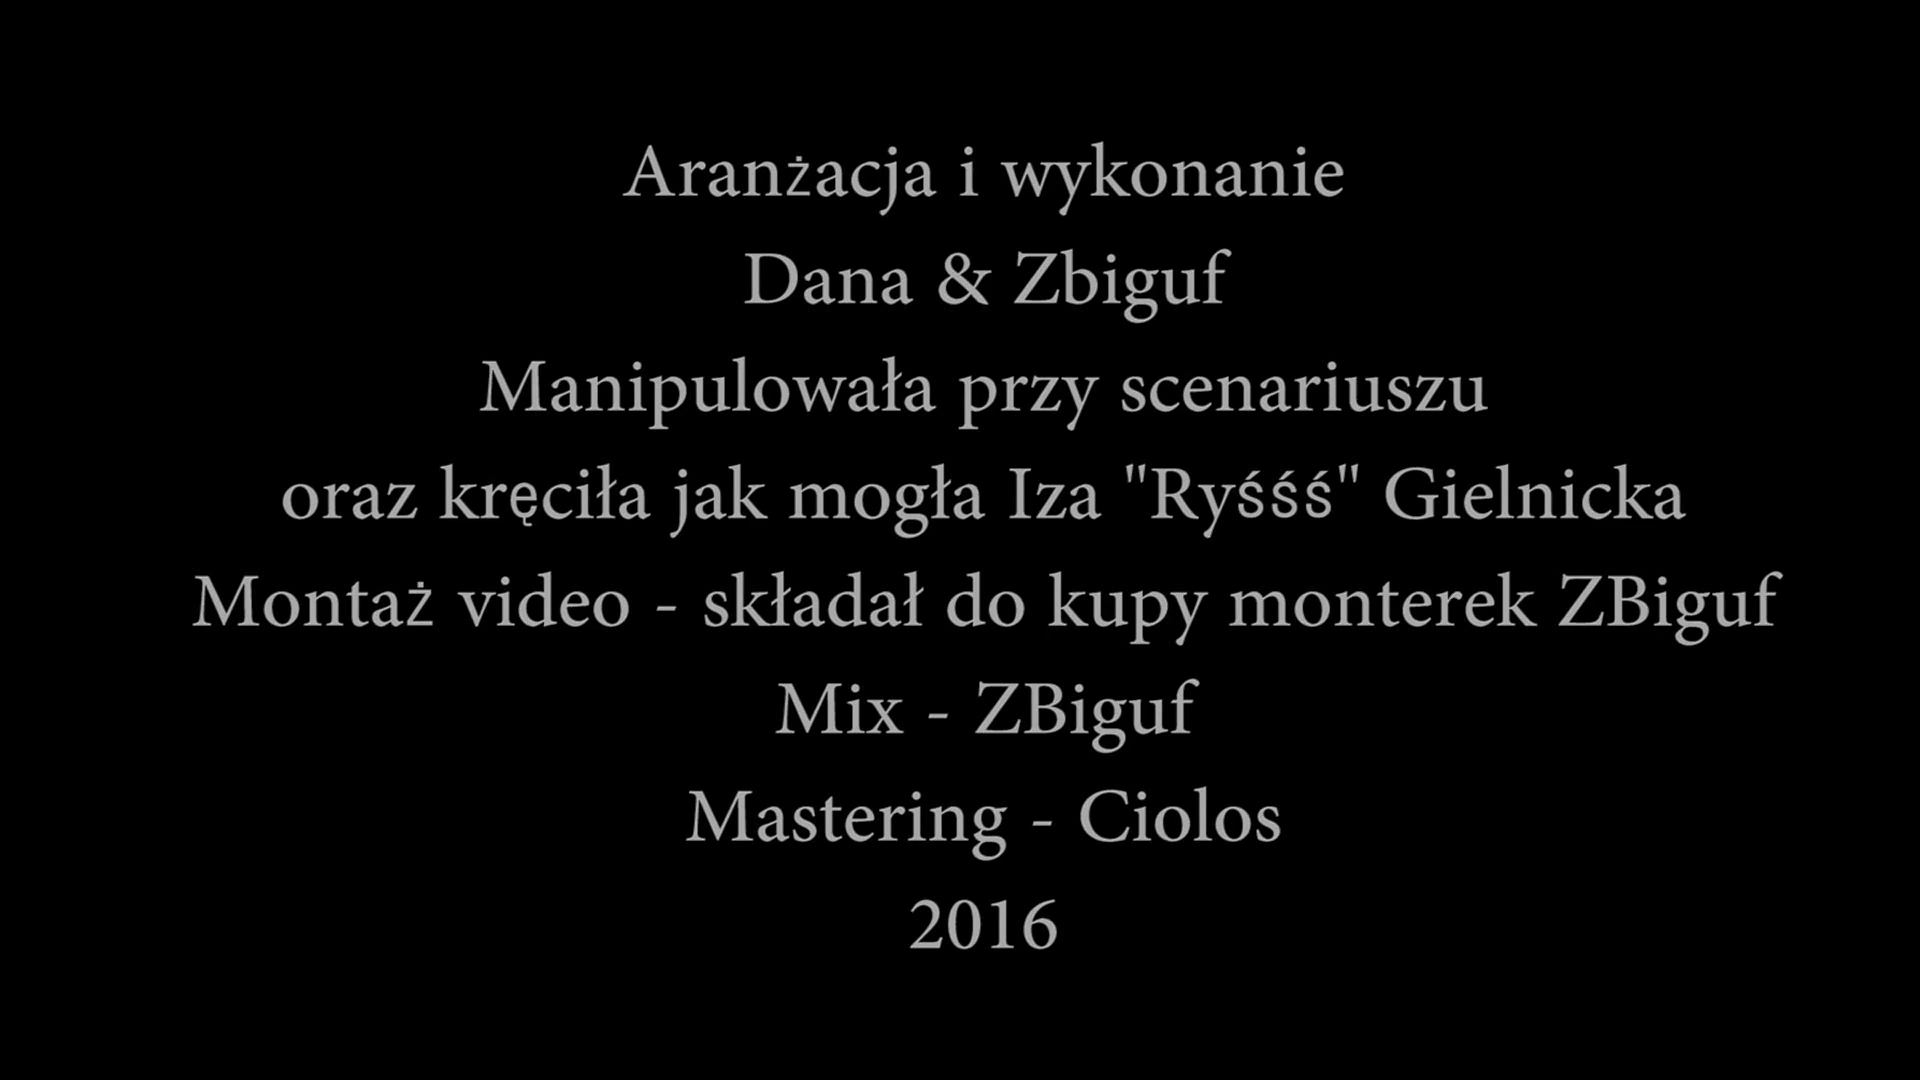 Aranżacja i wykonanie
Dana & Zbiguf
Manipulowała przy scenariuszu
oraz kręciła jak mogła Iza "Ryśśś" Gielnicka
Montaż video - składał do kupy monterek ZBiguf
Mix - ZBiguf
Mastering - Ciolos
2016